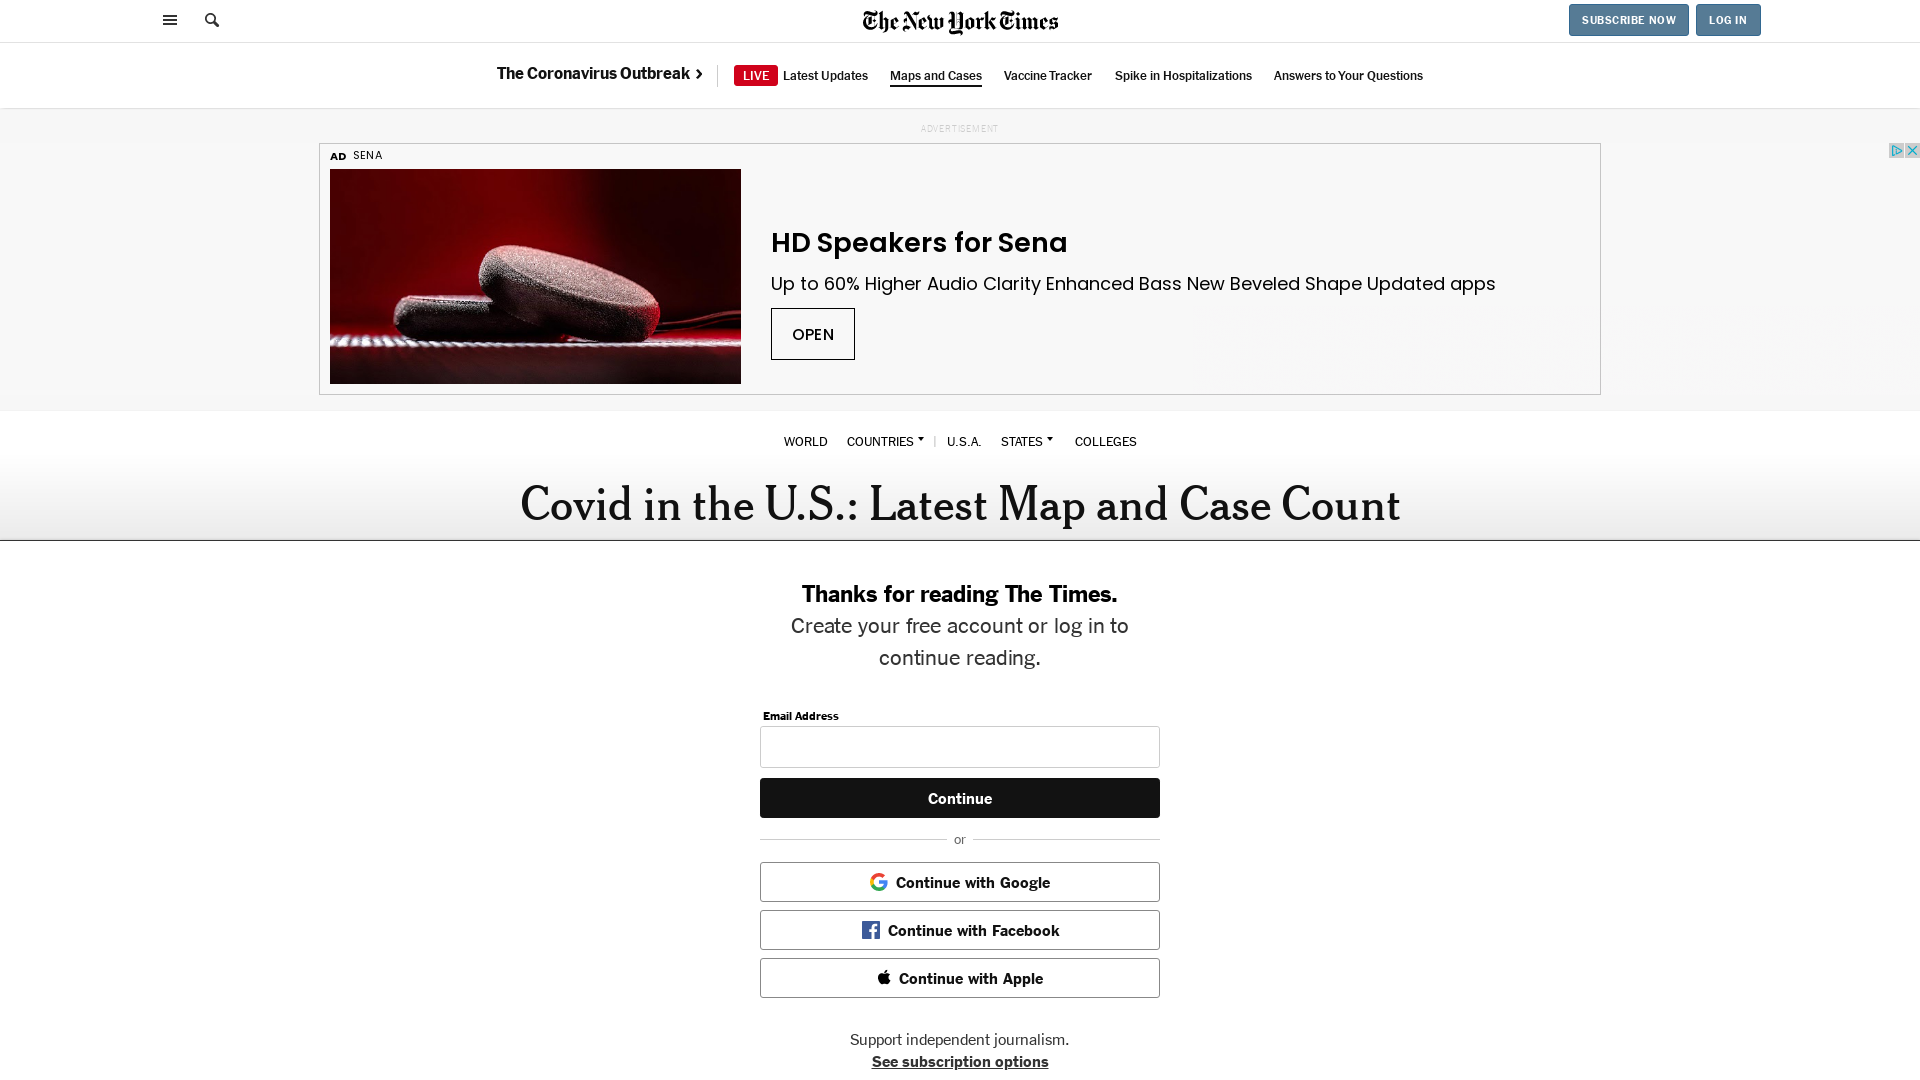 The New York Times
SUBSCRIBE NOW
LOG IN
The Coronavirus Outbreak
LIVE Latest Updates
Maps and Cases
Vaccine Tracker
Spike in Hospitalizations
Answers to Your Questions
ADVERTISEMENT
AD SENA
HD Speakers for Sena
Up to 60% Higher Audio Clarity Enhanced Bass New Beveled Shape Updated apps
OPEN
WORLD COUNTRIES | U.S.A. STATES COLLEGES
Covid in the U.S.: Latest Map and Case Count
Thanks for reading The Times.
Create your free account or log in to
continue reading.
Email Address
Continue
or
Continue with Google
Continue with Facebook
Continue with Apple
Support independent journalism.
See subscription options